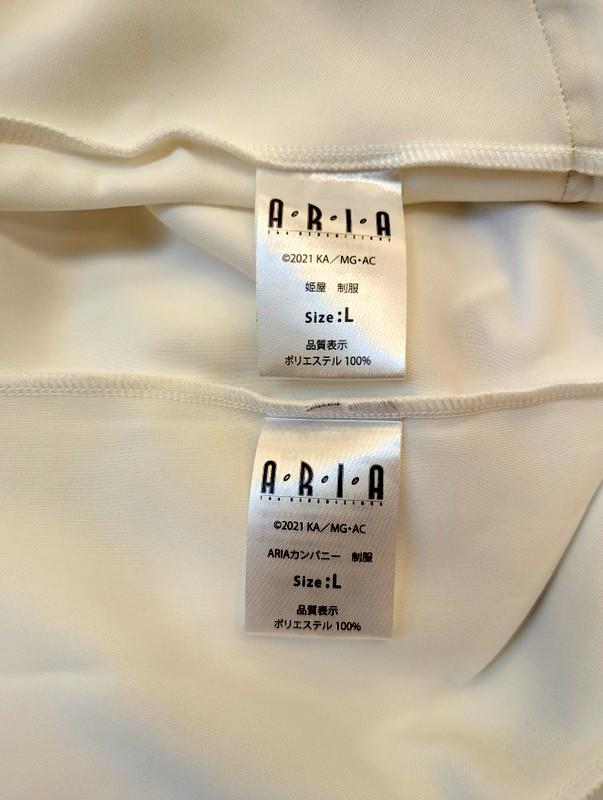 A・R・I・A
©2021 KA／MG・AC
姫屋　制服
Size:L
品質表示
ポリエステル 100%
A・R・I・A
©2021 KA／MG・AC
ARIAカンパニー　制服
Size:L
品質表示
ポリエステル 100%